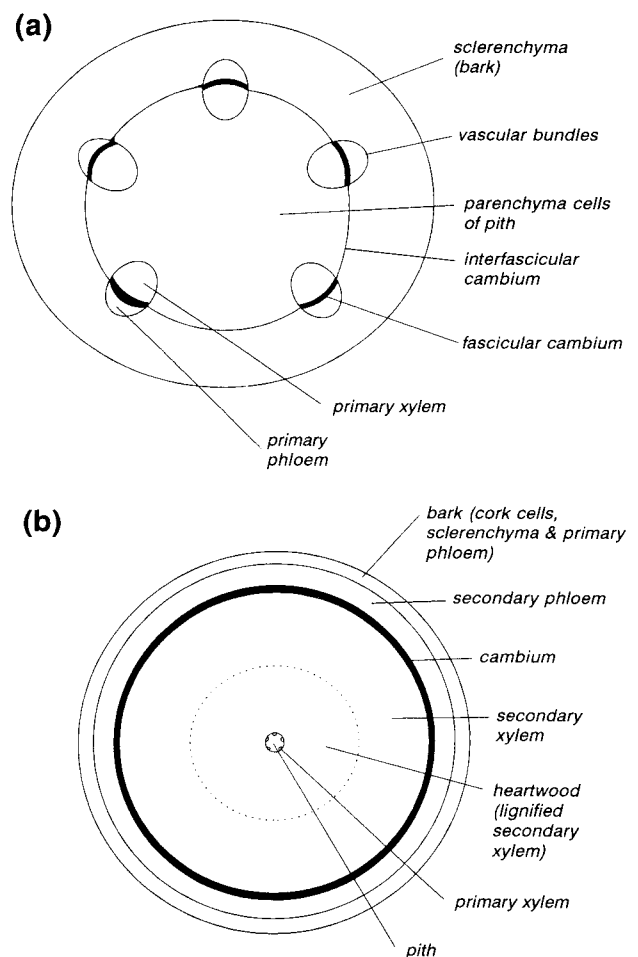 (a)
sclerenchyma
(bark)
vascular bundles
parenchyma cells
of pith
interfascicular
cambium
fascicular cambium
primary xylem
primary
phloem
(b)
bark (cork cells,
sclerenchyma & primary
phloem)
secondary phloem
cambium
secondary
xylem
heartwood
(lignified
secondary
xylem)
primary xylem
pith